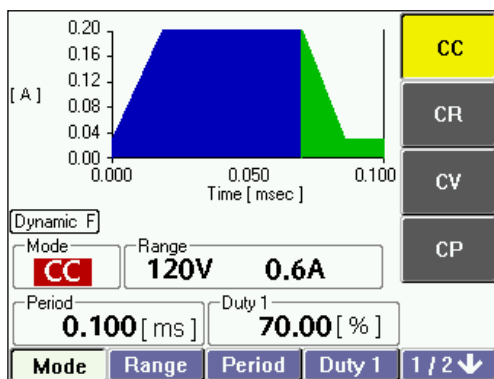 0.20
0.16
0.12
[ A ]
0.08
0.04
0.00
0.000 0.050 0.100
Time [ msec ]
CC
CR
CV
CP
Dynamic F
Mode
CC
Range
120V 0.6A
Period
0.100 [ ms ]
Duty 1
70.00 [ % ]
Mode Range Period Duty 1 1 / 2